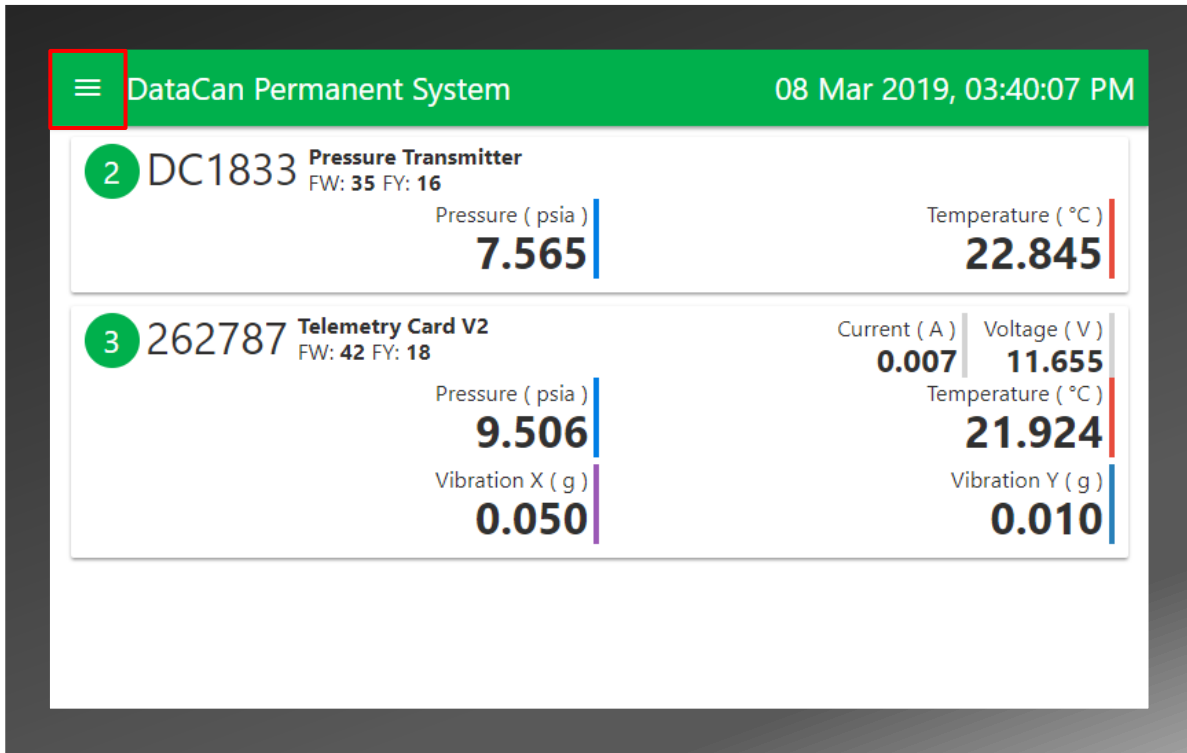 DataCan Permanent System 08 Mar 2019, 03:40:07 PM
2 DC1833 Pressure Transmitter
FW: 35 FY: 16
Pressure ( psia ) Temperature ( °C )
7.565 22.845
3 262787 Telemetry Card V2
FW: 42 FY: 18
Current ( A ) Voltage ( V )
0.007 11.655
Pressure ( psia ) Temperature ( °C )
9.506 21.924
Vibration X ( g ) Vibration Y ( g )
0.050 0.010